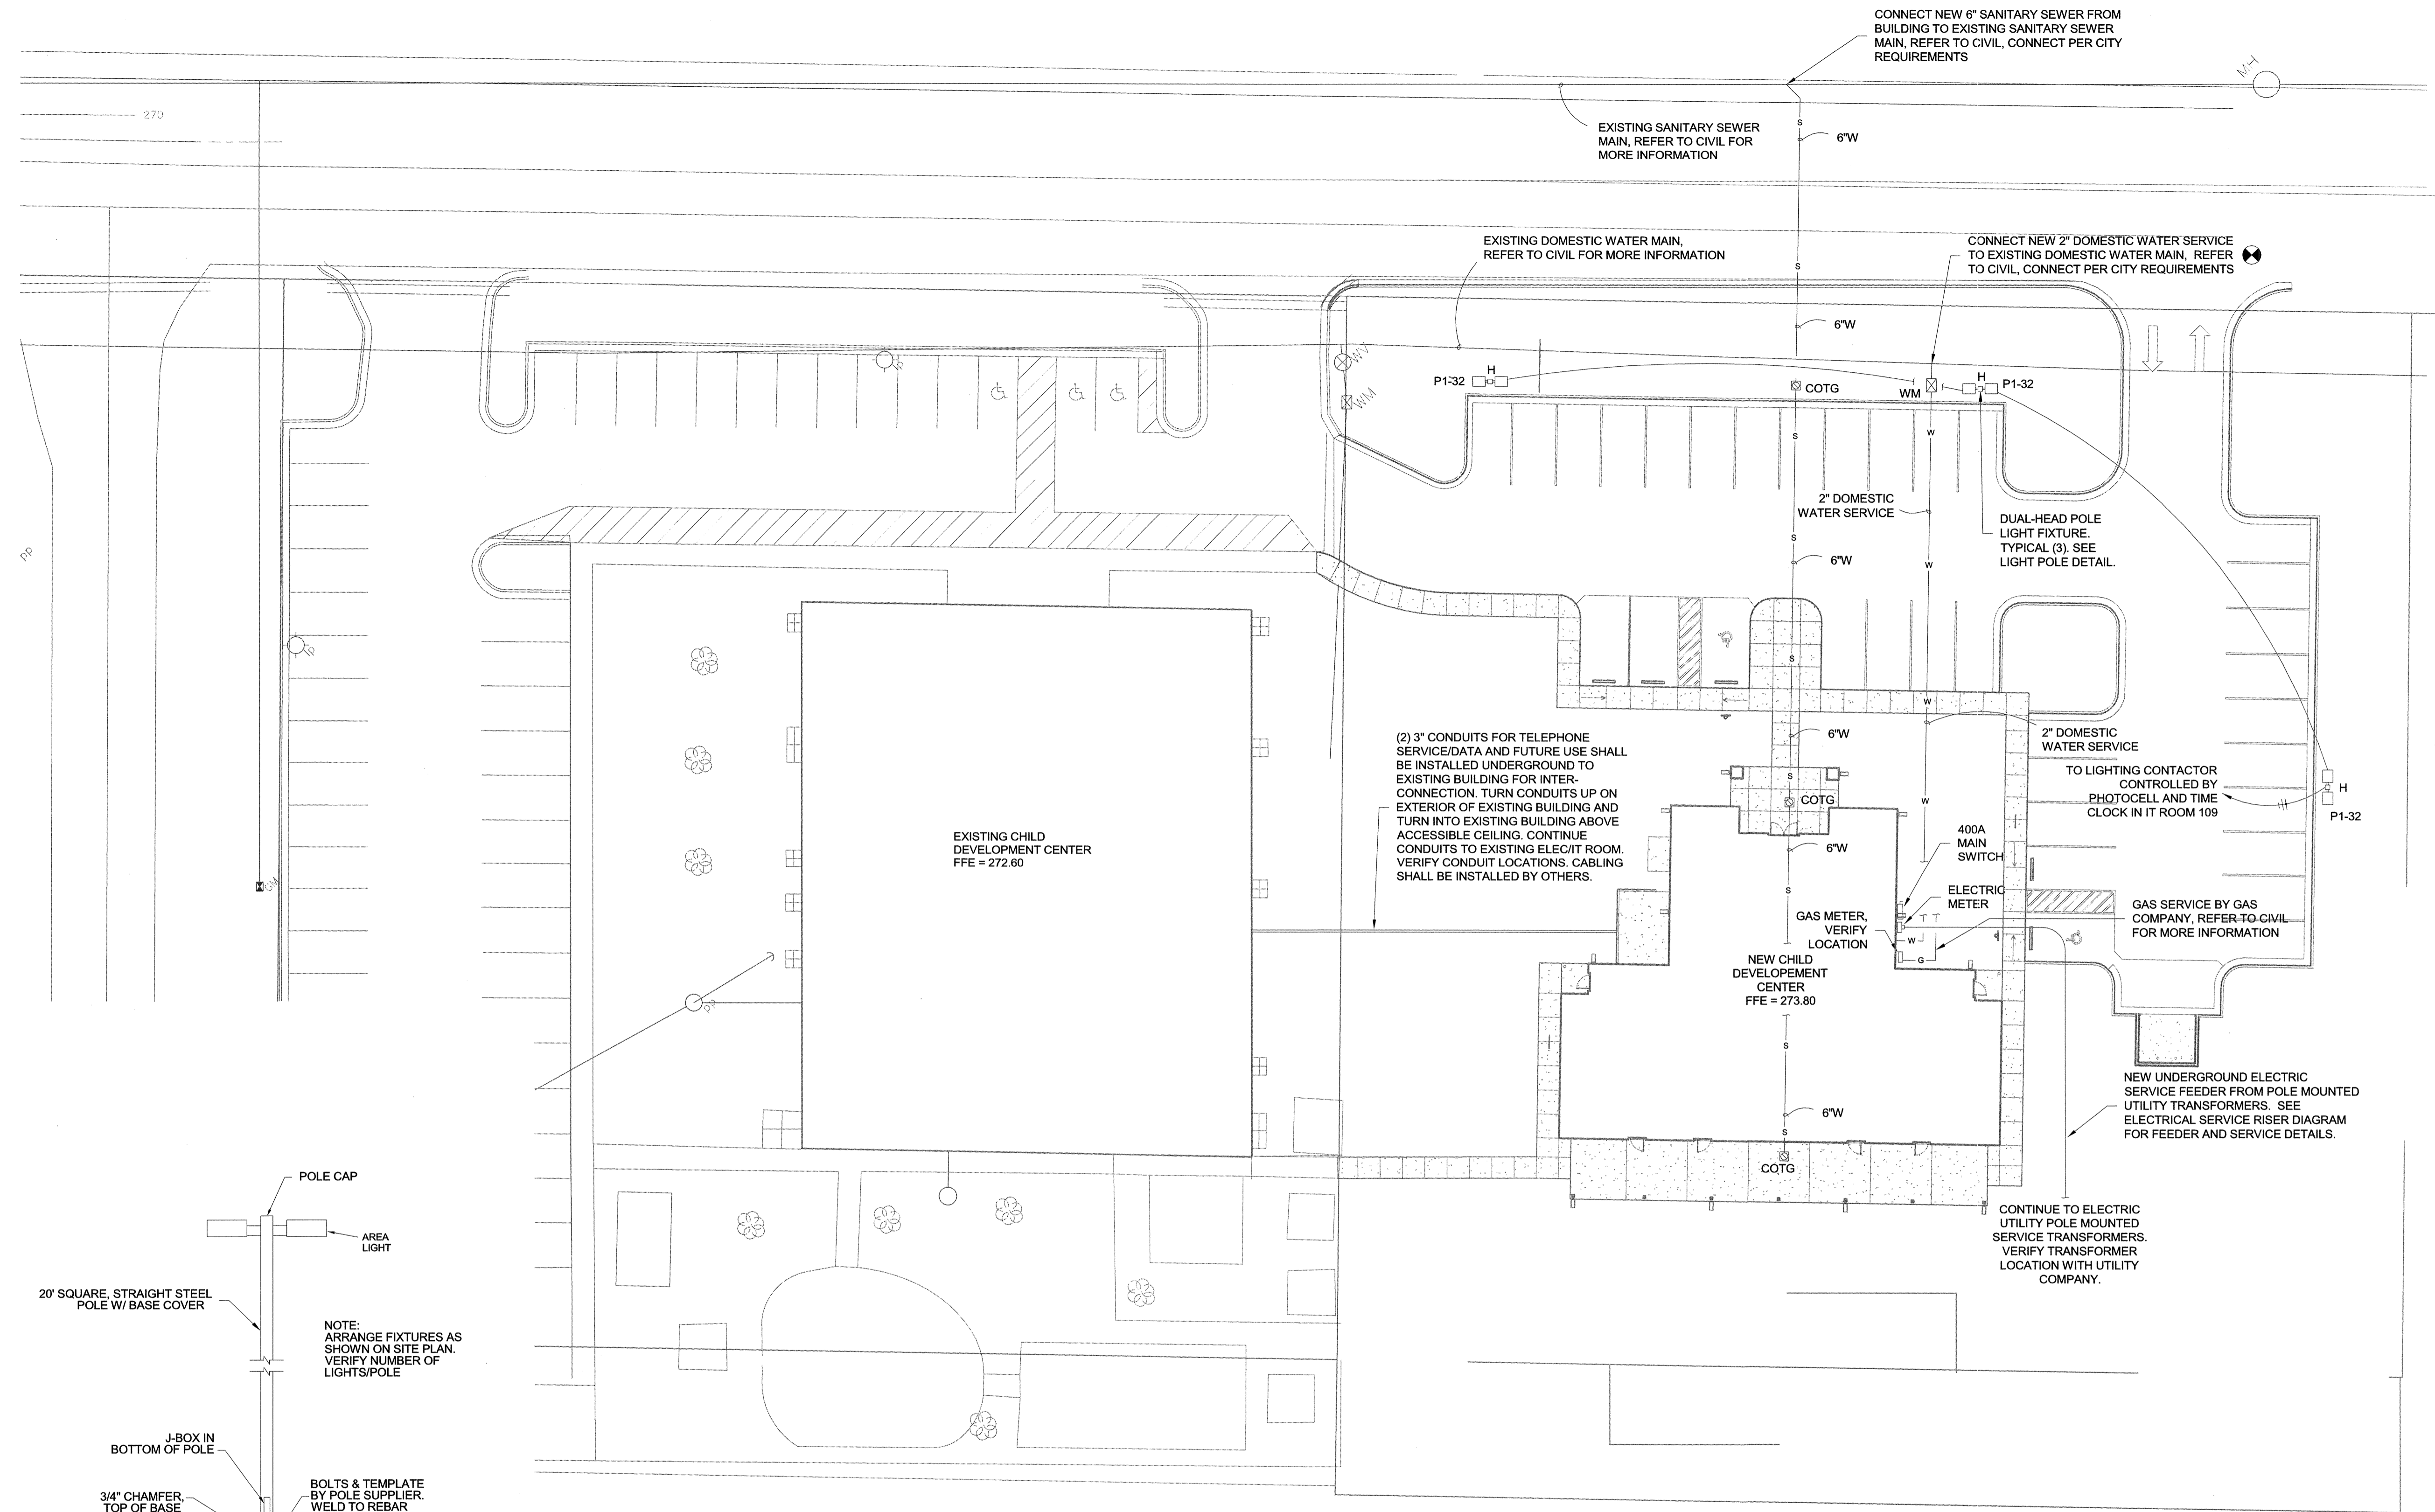 CONNECT NEW 6" SANITARY SEWER FROM
BUILDING TO EXISTING SANITARY SEWER
MAIN, REFER TO CIVIL, CONNECT PER CITY
REQUIREMENTS
MH
270
EXISTING SANITARY SEWER
MAIN, REFER TO CIVIL FOR
MORE INFORMATION
S
6"W
EXISTING DOMESTIC WATER MAIN,
REFER TO CIVIL FOR MORE INFORMATION
CONNECT NEW 2" DOMESTIC WATER SERVICE
TO EXISTING DOMESTIC WATER MAIN, REFER
TO CIVIL, CONNECT PER CITY REQUIREMENTS
S
6"W
WV
WM
P1-32
H
COTG
WM
H
P1-32
S
W
2" DOMESTIC
WATER SERVICE
DUAL-HEAD POLE
LIGHT FIXTURE.
TYPICAL (3). SEE
LIGHT POLE DETAIL.
S
6"W
W
PP
S
W
(2) 3" CONDUITS FOR TELEPHONE
SERVICE/DATA AND FUTURE USE SHALL
BE INSTALLED UNDERGROUND TO
EXISTING BUILDING FOR INTER-
CONNECTION. TURN CONDUITS UP ON
EXTERIOR OF EXISTING BUILDING AND
TURN INTO EXISTING BUILDING ABOVE
ACCESSIBLE CEILING. CONTINUE
CONDUITS TO EXISTING ELEC/IT ROOM.
VERIFY CONDUIT LOCATIONS. CABLING
SHALL BE INSTALLED BY OTHERS.
6"W
2" DOMESTIC
WATER SERVICE
TO LIGHTING CONTACTOR
CONTROLLED BY
PHOTOCELL AND TIME
CLOCK IN IT ROOM 109
H
P1-32
S
COTG
W
EXISTING CHILD
DEVELOPMENT CENTER
FFE = 272.60
6"W
400A
MAIN
SWITCH
S
ELECTRIC
METER
GM
GAS METER,
VERIFY
LOCATION
W
G
GAS SERVICE BY GAS
COMPANY, REFER TO CIVIL
FOR MORE INFORMATION
NEW CHILD
DEVELOPEMENT
CENTER
FFE = 273.80
S
6"W
S
COTG
NEW UNDERGROUND ELECTRIC
SERVICE FEEDER FROM POLE MOUNTED
UTILITY TRANSFORMERS. SEE
ELECTRICAL SERVICE RISER DIAGRAM
FOR FEEDER AND SERVICE DETAILS.
CONTINUE TO ELECTRIC
UTILITY POLE MOUNTED
SERVICE TRANSFORMERS.
VERIFY TRANSFORMER
LOCATION WITH UTILITY
COMPANY.
POLE CAP
AREA
LIGHT
20' SQUARE, STRAIGHT STEEL
POLE W/ BASE COVER
NOTE:
ARRANGE FIXTURES AS
SHOWN ON SITE PLAN.
VERIFY NUMBER OF
LIGHTS/POLE
J-BOX IN
BOTTOM OF POLE
3/4" CHAMFER,
TOP OF BASE
BOLTS & TEMPLATE
BY POLE SUPPLIER.
WELD TO REBAR